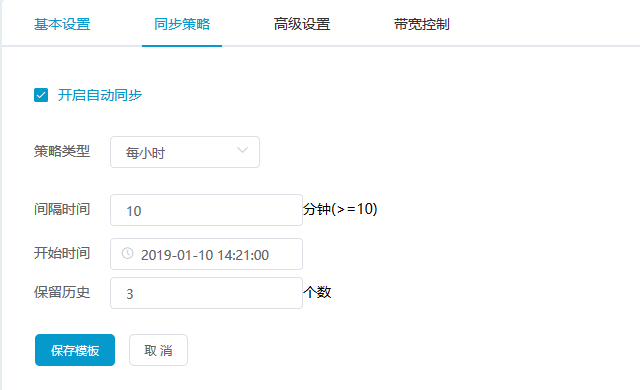 基本设置 同步策略 高级设置 带宽控制
开启自动同步
策略类型 每小时
间隔时间 10 分钟(>=10)
开始时间 2019-01-10 14:21:00
保留历史 3 个数
保存模板 取 消